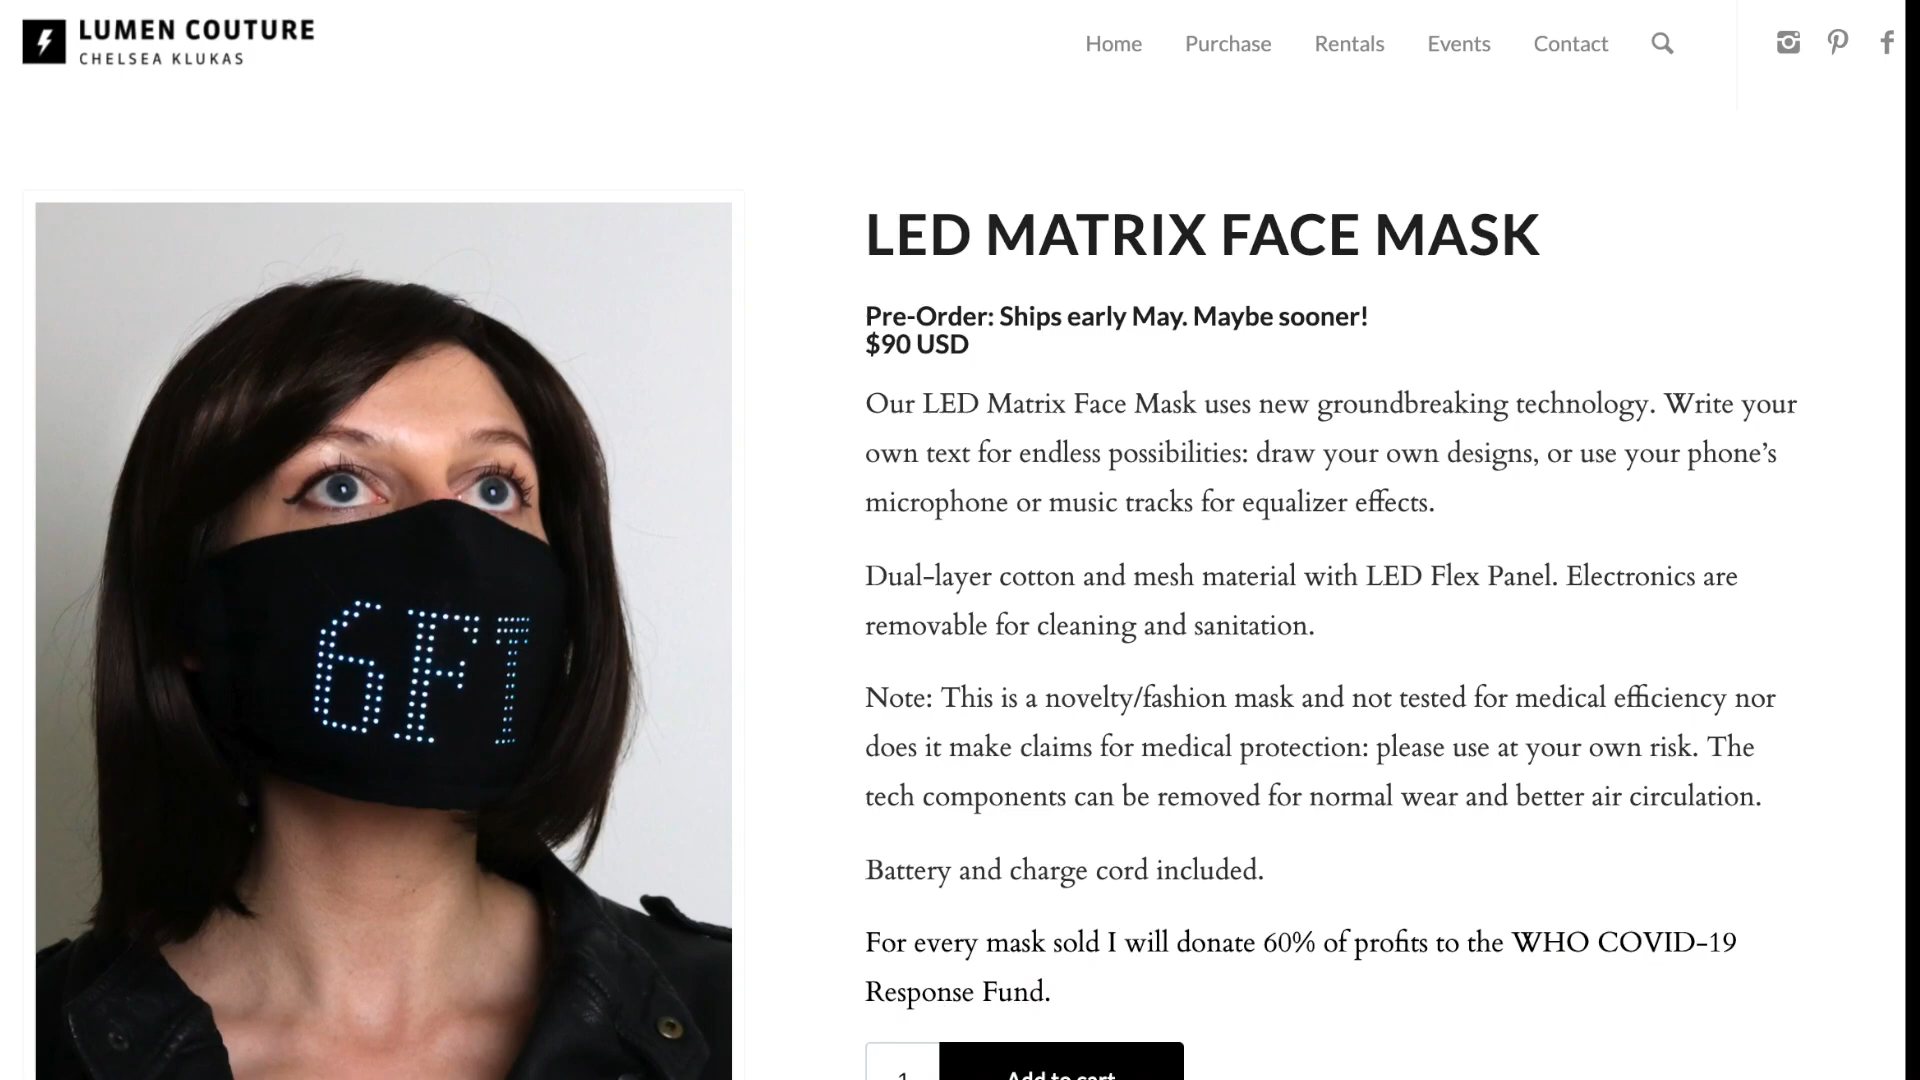 LUMEN COUTURE
CHELSEA KLUKAS
Home Purchase Rentals Events Contact
LED MATRIX FACE MASK
Pre-Order: Ships early May. Maybe sooner!
$90 USD
Our LED Matrix Face Mask uses new groundbreaking technology. Write your
own text for endless possibilities: draw your own designs, or use your phone’s
microphone or music tracks for equalizer effects.
Dual-layer cotton and mesh material with LED Flex Panel. Electronics are
removable for cleaning and sanitation.
Note: This is a novelty/fashion mask and not tested for medical efficiency nor
does it make claims for medical protection: please use at your own risk. The
tech components can be removed for normal wear and better air circulation.
Battery and charge cord included.
For every mask sold I will donate 60% of profits to the WHO COVID-19
Response Fund.
1 Add to cart
6FT